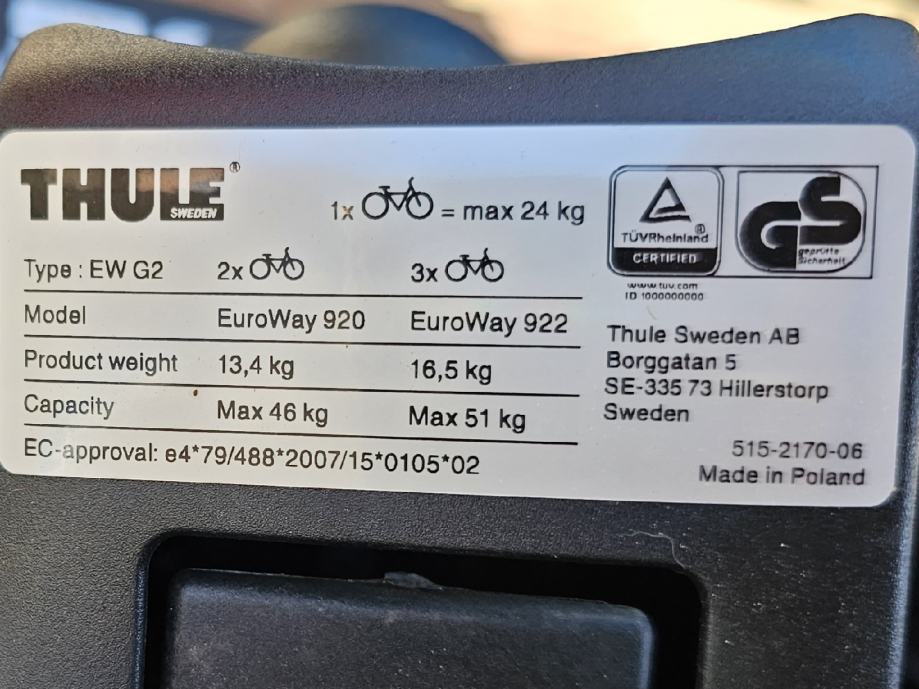 THULE®
SWEDEN
1x = max 24 kg
Type : EW G2 2x 3x
Model EuroWay 920 EuroWay 922
Product weight 13,4 kg 16,5 kg
Capacity Max 46 kg Max 51 kg
EC-approval: e4*79/488*2007/15*0105*02
TÜVRheinland®
CERTIFIED
GS
geprüfte
Sicherheit
www.tuv.com
ID 1000000000
Thule Sweden AB
Borggatan 5
SE-335 73 Hillerstorp
Sweden
515-2170-06
Made in Poland